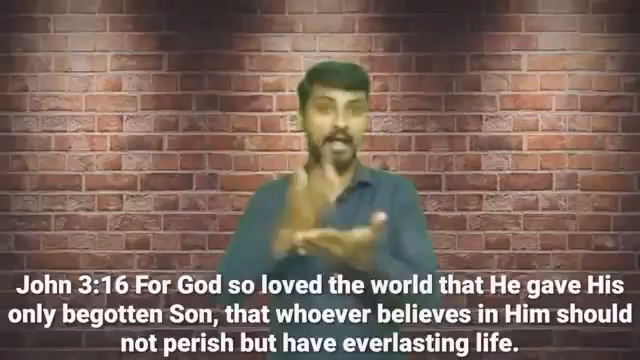 John 3:16 For God so loved the world that He gave His
only begotten Son, that whoever believes in Him should
not perish but have everlasting life.